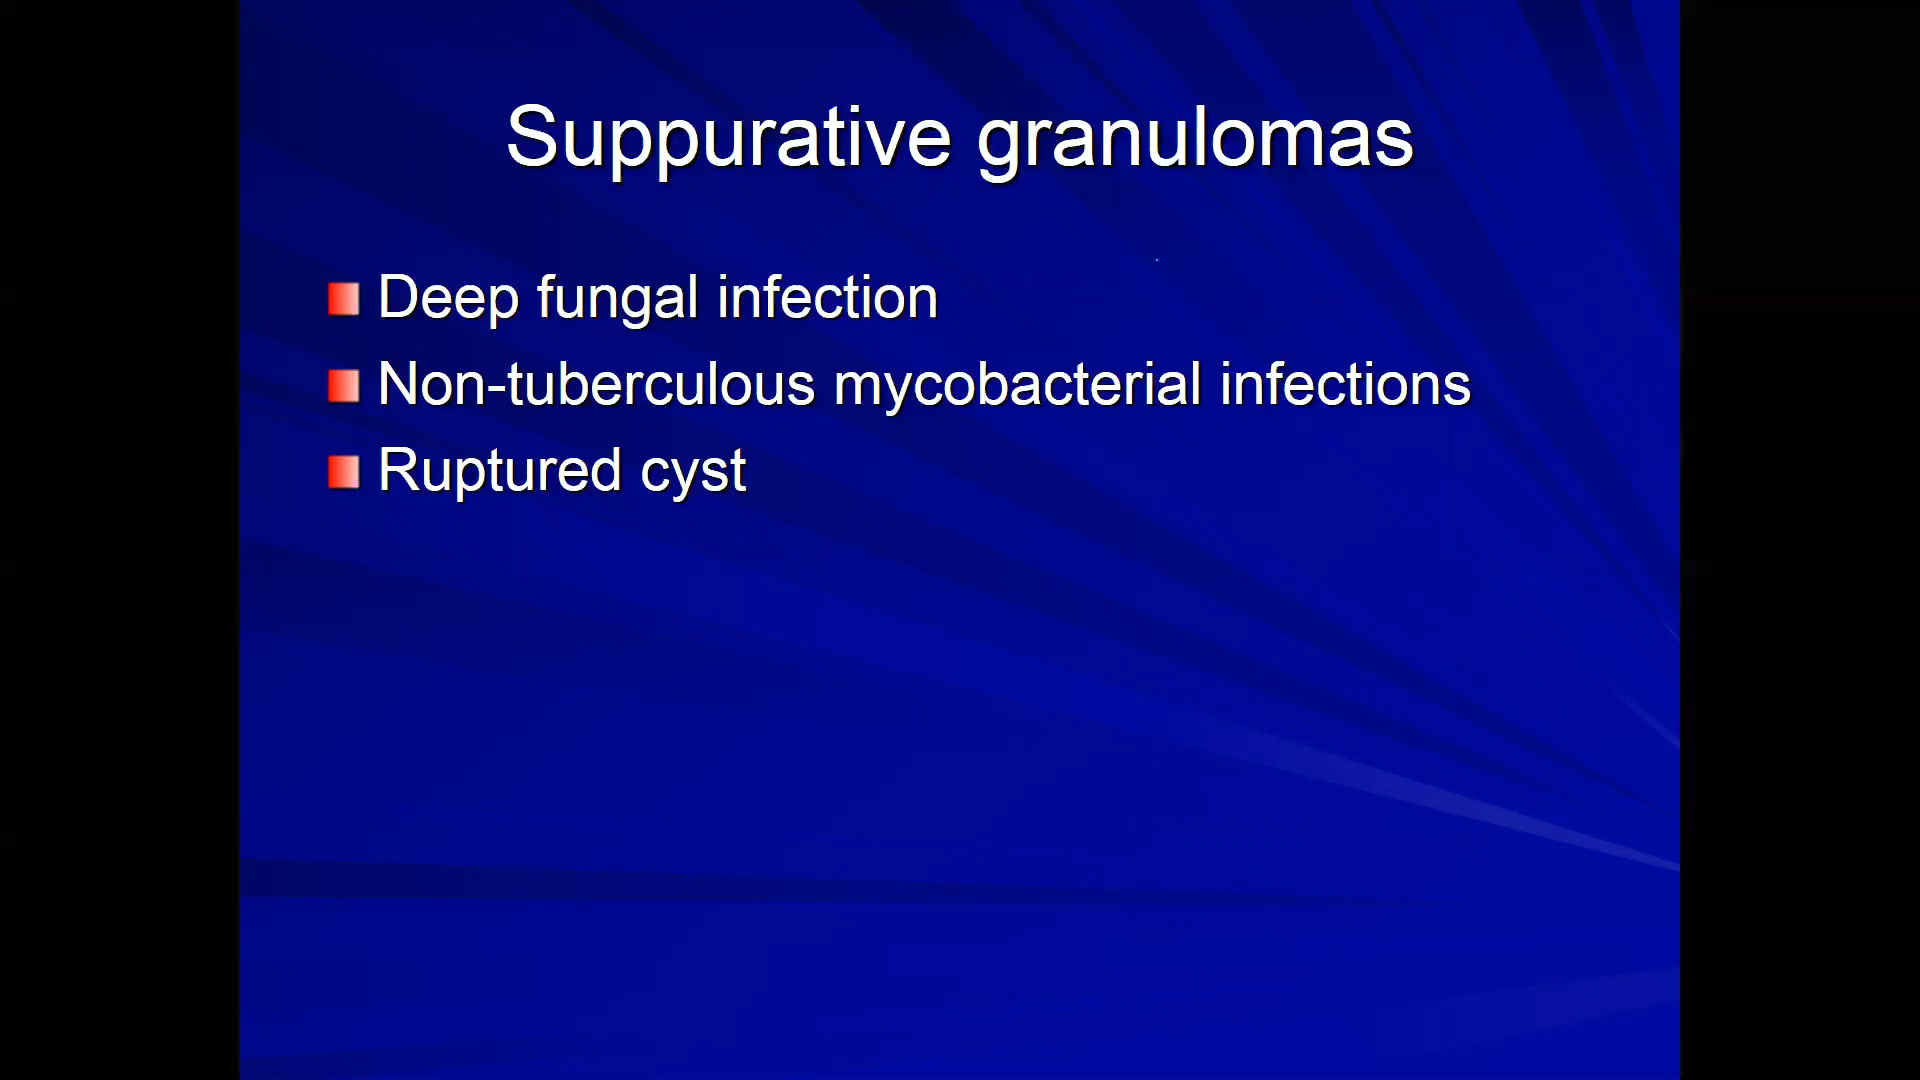 Suppurative granulomas
Deep fungal infection
Non-tuberculous mycobacterial infections
Ruptured cyst